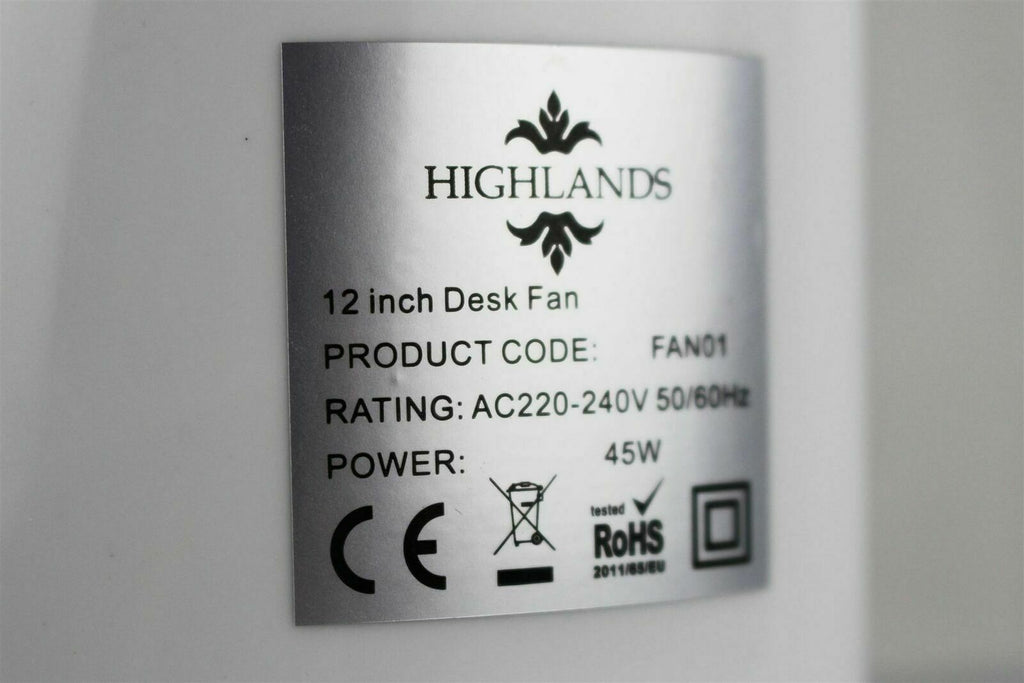 HIGHLANDS
12 inch Desk Fan
PRODUCT CODE: FAN01
RATING: AC220-240V 50/60Hz
POWER: 45W
CE
tested
RoHS
2011/65/EU